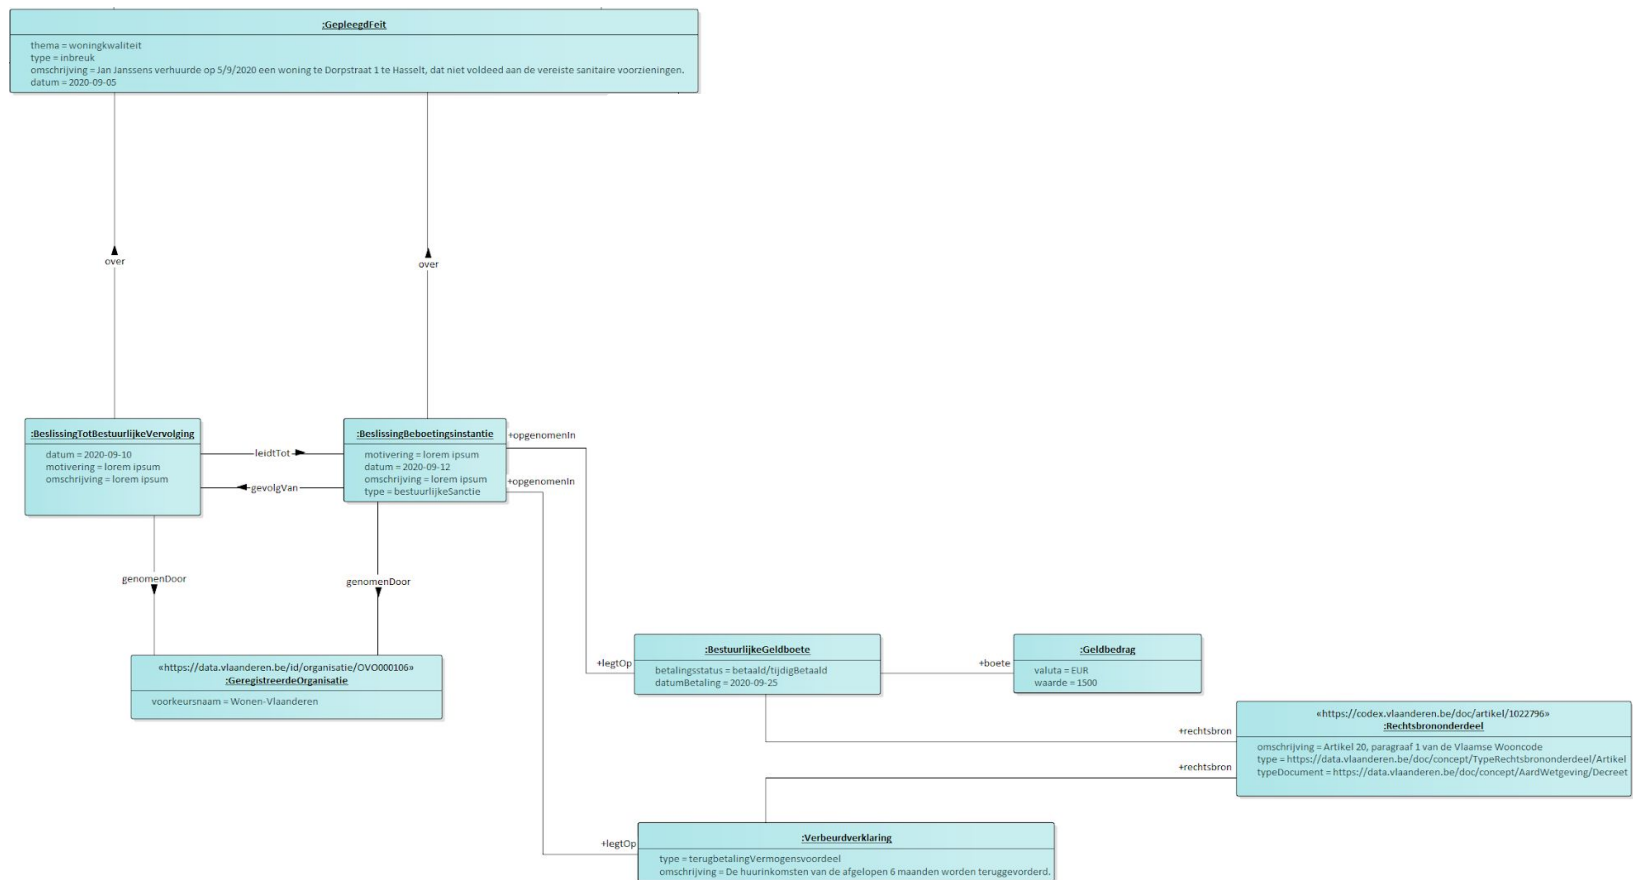 :GepleegdFeit
thema = woningkwaliteit
type = inbreuk
omschrijving = Jan Janssens verhuurde op 5/9/2020 een woning te Dorpstraat 1 te Hasselt, dat niet voldeed aan de vereiste sanitaire voorzieningen.
datum = 2020-09-05
over
over
:BeslissingTotBestuurlijkeVervolging
datum = 2020-09-10
motivering = lorem ipsum
omschrijving = lorem ipsum
leidtTot
gevolgVan
:BeslissingBeboetingsinstantie
motivering = lorem ipsum
datum = 2020-09-12
omschrijving = lorem ipsum
type = bestuurlijkeSanctie
+opgenomenIn
+opgenomenIn
genomenDoor
genomenDoor
«https://data.vlaanderen.be/id/organisatie/OVO000106»
:GeregistreerdeOrganisatie
voorkeursnaam = Wonen-Vlaanderen
+legtOp
:BestuurlijkeGeldboete
betalingsstatus = betaald/tijdigBetaald
datumBetaling = 2020-09-25
+boete
:Geldbedrag
valuta = EUR
waarde = 1500
+rechtsbron
+rechtsbron
«https://codex.vlaanderen.be/doc/artikel/1022796»
:Rechtsbrononderdeel
omschrijving = Artikel 20, paragraaf 1 van de Vlaamse Wooncode
type = https://data.vlaanderen.be/doc/concept/TypeRechtsbrononderdeel/Artikel
typeDocument = https://data.vlaanderen.be/doc/concept/AardWetgeving/Decreet
+legtOp
:Verbeurdverklaring
type = terugbetalingVermogensvoordeel
omschrijving = De huurinkomsten van de afgelopen 6 maanden worden teruggevorderd.